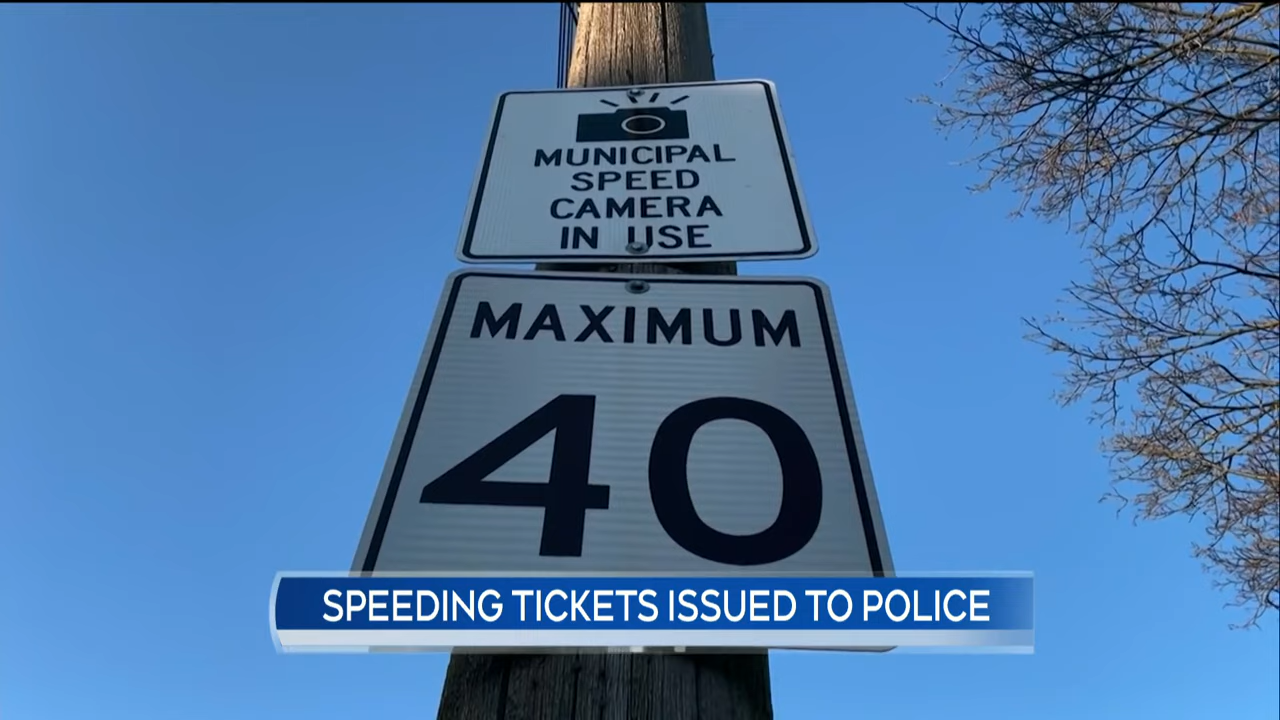 MUNICIPAL
SPEED
CAMERA
IN USE
MAXIMUM
40
SPEEDING TICKETS ISSUED TO POLICE